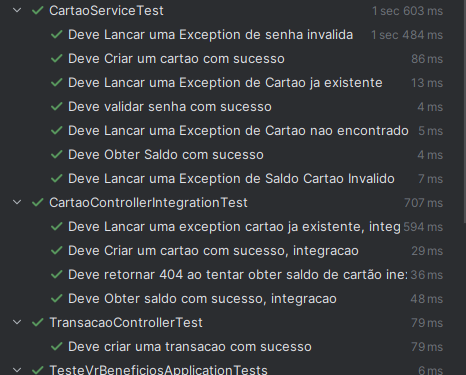 CartaoServiceTest 1 sec 603 ms
Deve Lancar uma Exception de senha invalida 1 sec 484 ms
Deve Criar um cartao com sucesso 86 ms
Deve Lancar uma Exception de Cartao ja existente 13 ms
Deve validar senha com sucesso 4 ms
Deve Lancar uma Exception de Cartao nao encontrado 5 ms
Deve Obter Saldo com sucesso 4 ms
Deve Lancar uma Exception de Saldo Cartao Invalido 7 ms
CartaoControllerIntegrationTest 707 ms
Deve Lancar uma exception cartao ja existente, integ 594 ms
Deve Criar um cartao com sucesso, integracao 29 ms
Deve retornar 404 ao tentar obter saldo de cartão ine 36 ms
Deve Obter saldo com sucesso, integracao 48 ms
TransacaoControllerTest 79 ms
Deve criar uma transacao com sucesso 79 ms
TesteVrBeneficiosApplicationTests 6 ms